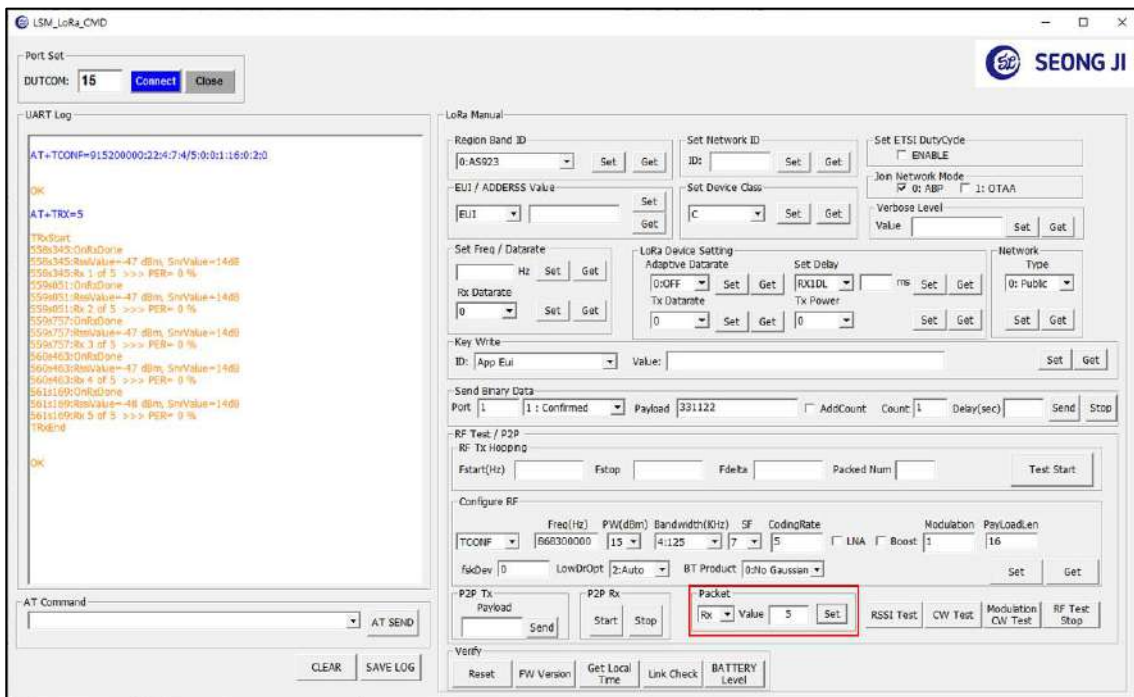 LSM_LoRa_CMD
SEONG JI
Port Set
DUTCOM: 15 Connect Close
UART Log
AT+TCONF=915200000:22:4:7:4/5:0:0:1:16:0:2:0
OK
AT+TRX=5
TRxStart
558s345:OnRxDone
558s345:RssiValue=-47 dBm, SnrValue=14dB
558s345:Rx 1 of 5 >>> PER= 0 %
559s051:OnRxDone
559s051:RssiValue=-47 dBm, SnrValue=14dB
559s051:Rx 2 of 5 >>> PER= 0 %
559s757:OnRxDone
559s757:RssiValue=-47 dBm, SnrValue=14dB
559s757:Rx 3 of 5 >>> PER= 0 %
560s463:OnRxDone
560s463:RssiValue=-47 dBm, SnrValue=14dB
560s463:Rx 4 of 5 >>> PER= 0 %
561s169:OnRxDone
561s169:RssiValue=-48 dBm, SnrValue=14dB
561s169:Rx 5 of 5 >>> PER= 0 %
TRxEnd
OK
AT Command
AT SEND
CLEAR SAVE LOG
LoRa Manual
Region Band ID
0:AS923 Set Get
Set Network ID
ID: Set Get
Set ETSI DutyCycle
ENABLE
Join Network Mode
0: ABP 1: OTAA
EUI / ADDERSS Value
EUI Set Get
Set Device Class
C Set Get
Verbose Level
Value Set Get
Set Freq / Datarate
Hz Set Get
Rx Datarate
0 Set Get
LoRa Device Setting
Adaptive Datarate Set Delay
0:OFF Set Get RX1DL ms Set Get
Tx Datarate Tx Power
0 Set Get 0 Set Get
Network
Type
0: Public
Set Get
Key Write
ID: App Eui Value: Set Get
Send Binary Data
Port 1 1 : Confirmed Payload 331122 AddCount Count 1 Delay(sec) Send Stop
RF Test / P2P
RF Tx Hopping
Fstart(Hz) Fstop Fdelta Packed Num Test Start
Configure RF
Freq(Hz) PW(dBm) Bandwidth(KHz) SF CodingRate Modulation PayLoadLen
TCONF 868300000 15 4:125 7 5 LNA Boost 1 16
fskDev 0 LowDrOpt 2:Auto BT Product 0:No Gaussian Set Get
P2P Tx
Payload
Send
P2P Rx
Start Stop
Packet
Rx Value 5 Set
RSSI Test CW Test Modulation CW Test RF Test Stop
Verify
Reset FW Version Get Local Time Link Check BATTERY Level